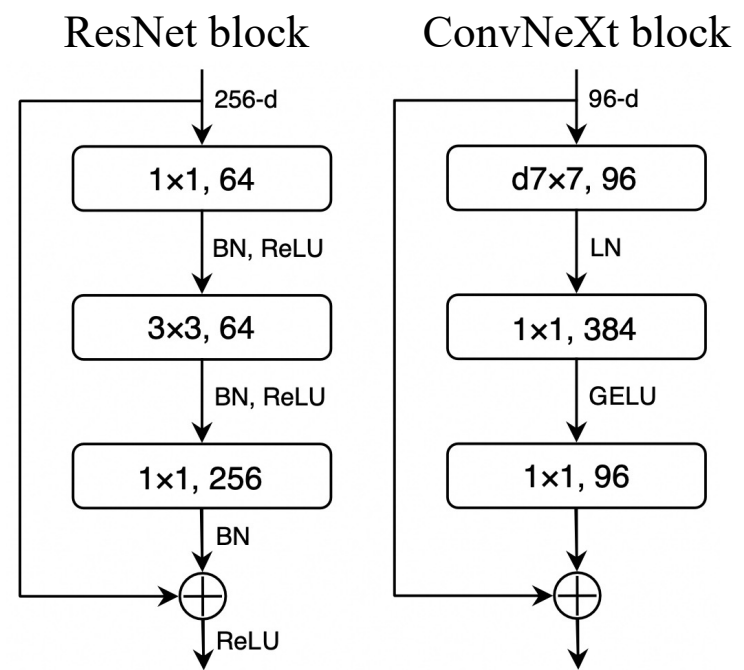 ResNet block
256-d
1×1, 64
BN, ReLU
3×3, 64
BN, ReLU
1×1, 256
BN
ReLU
ConvNeXt block
96-d
d7×7, 96
LN
1×1, 384
GELU
1×1, 96